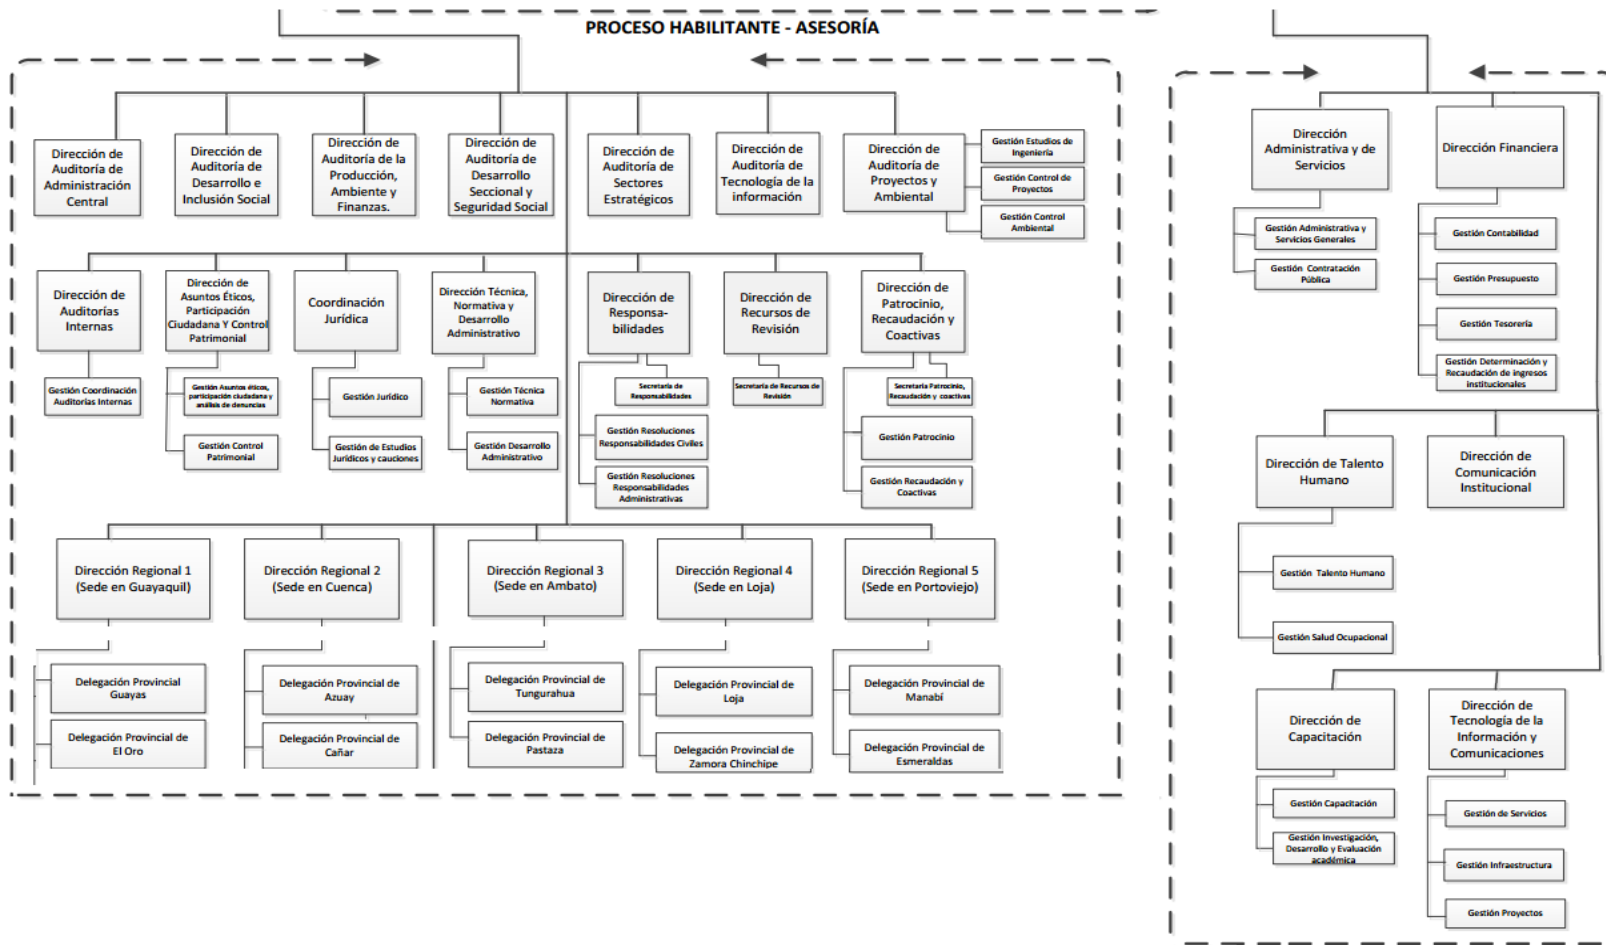 PROCESO HABILITANTE - ASESORÍA
Dirección de
Auditoría de
Administración
Central
Dirección de
Auditoría de
Desarrollo e
Inclusión Social
Dirección de
Auditoría de la
Producción,
Ambiente y
Finanzas.
Dirección de
Auditoría de
Desarrollo
Seccional y
Seguridad Social
Dirección de
Auditoría de
Sectores
Estratégicos
Dirección de
Auditoría de
Tecnología de la
información
Dirección de
Auditoría de
Proyectos y
Ambiental
Gestión Estudios de
Ingeniería
Gestión Control de
Proyectos
Gestión Control
Ambiental
Dirección de
Auditorías
Internas
Dirección de
Asuntos Éticos,
Participación
Ciudadana Y Control
Patrimonial
Coordinación
Jurídica
Dirección Técnica,
Normativa y
Desarrollo
Administrativo
Dirección de
Responsa-
bilidades
Dirección de
Recursos de
Revisión
Dirección de
Patrocinio,
Recaudación y
Coactivas
Gestión Coordinación
Auditorías Internas
Gestión Asuntos éticos,
participación ciudadana y
análisis de denuncias
Gestión Control
Patrimonial
Gestión Jurídico
Gestión de Estudios
Jurídicos y cauciones
Gestión Técnica
Normativa
Gestión Desarrollo
Administrativo
Secretaría de
Responsabilidades
Gestión Resoluciones
Responsabilidades Civiles
Gestión Resoluciones
Responsabilidades
Administrativas
Secretaría de Recursos de
Revisión
Secretaría Patrocinio,
Recaudación y coactivas
Gestión Patrocinio
Gestión Recaudación y
Coactivas
Dirección Regional 1
(Sede en Guayaquil)
Dirección Regional 2
(Sede en Cuenca)
Dirección Regional 3
(Sede en Ambato)
Dirección Regional 4
(Sede en Loja)
Dirección Regional 5
(Sede en Portoviejo)
Delegación Provincial
Guayas
Delegación Provincial de
El Oro
Delegación Provincial de
Azuay
Delegación Provincial de
Cañar
Delegación Provincial de
Tungurahua
Delegación Provincial de
Pastaza
Delegación Provincial de
Loja
Delegación Provincial de
Zamora Chinchipe
Delegación Provincial de
Manabí
Delegación Provincial de
Esmeraldas
Dirección
Administrativa y de
Servicios
Dirección Financiera
Gestión Administrativa y
Servicios Generales
Gestión Contratación
Pública
Gestión Contabilidad
Gestión Presupuesto
Gestión Tesorería
Gestión Determinación y
Recaudación de ingresos
institucionales
Dirección de Talento
Humano
Dirección de
Comunicación
Institucional
Gestión Talento Humano
Gestión Salud Ocupacional
Dirección de
Capacitación
Dirección de
Tecnología de la
Información y
Comunicaciones
Gestión Capacitación
Gestión Investigación,
Desarrollo y Evaluación
académica
Gestión de Servicios
Gestión Infraestructura
Gestión Proyectos